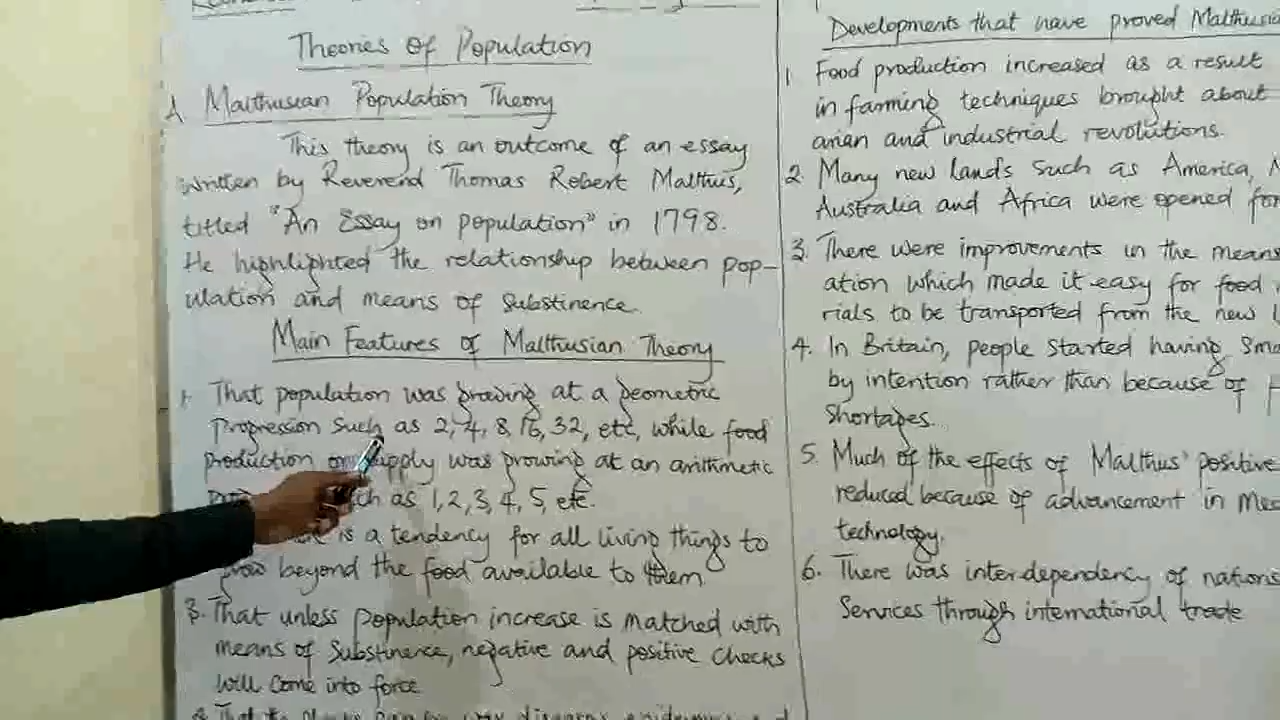 Theories of Population
A Malthusian Population Theory
This theory is an outcome of an essay
written by Reverend Thomas Robert Malthus,
titled "An Essay on population" in 1798.
He highlighted the relationship between pop-
ulation and means of substinence.
Main Features of Malthusian Theory
1. That population was growing at a geometric
progression such as 2, 4, 8, 16, 32, etc, while food
production or supply was growing at an arithmetic
as 1, 2, 3, 4, 5, etc.
is a tendency for all living things to
grow beyond the food available to them
3. That unless population increase is matched with
means of substinence, negative and positive checks
will come into force
Developments that have proved
1. Food production increased as a result
in farming techniques brought about
arian and industrial revolutions.
2. Many new lands such as America,
Australia and Africa were opened for
3. There were improvements in the means
ation which made it easy for food
rials to be transported from the new
4. In Britain, people started having
by intention rather than because of
shortages.
5. Much of the effects of Malthus' positive
reduced because of advancement in
technology.
6. There was inter-dependency of nations
Services through international trade